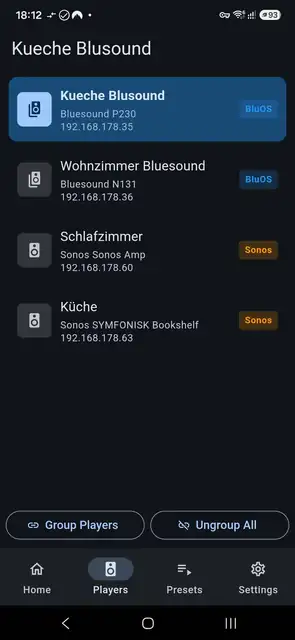 18:12
93
Kueche Blusound
Kueche Blusound
Bluesound P230
192.168.178.35
BluOS
Wohnzimmer Bluesound
Bluesound N131
192.168.178.36
BluOS
Schlafzimmer
Sonos Sonos Amp
192.168.178.60
Sonos
Küche
Sonos SYMFONISK Bookshelf
192.168.178.63
Sonos
Group Players
Ungroup All
Home
Players
Presets
Settings